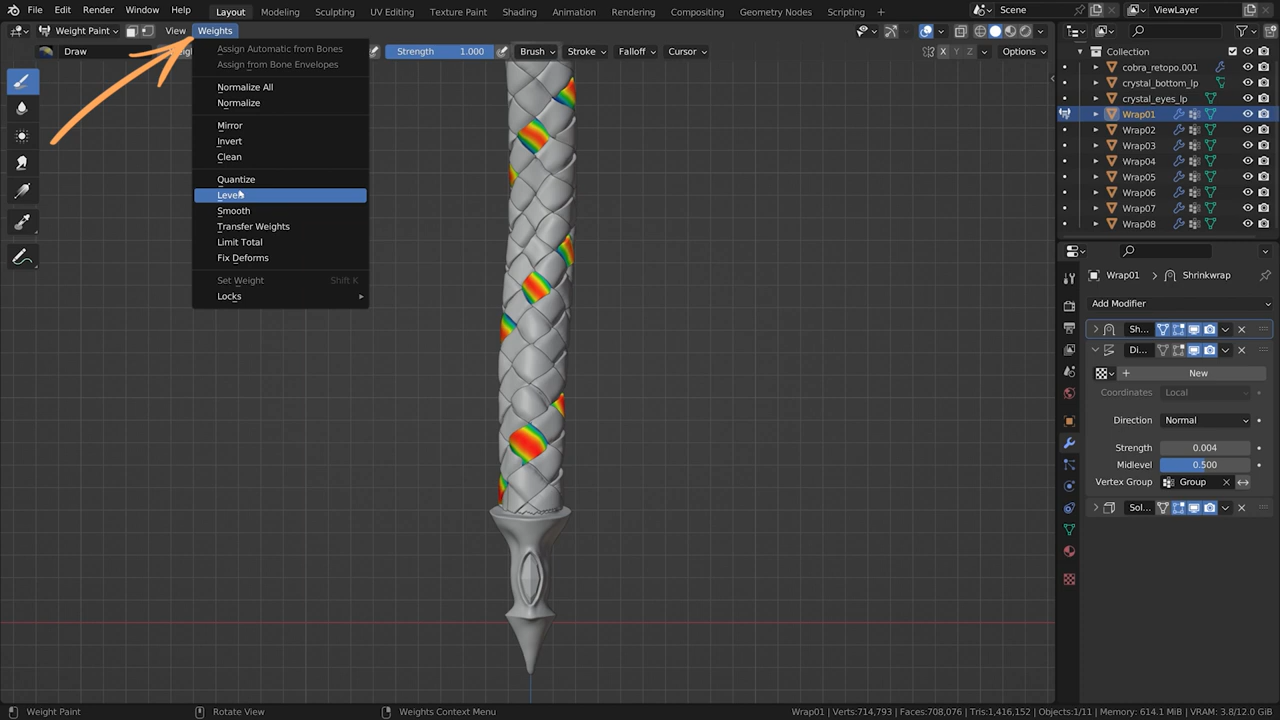 File Edit Render Window Help Layout Modeling Sculpting UV Editing Texture Paint Shading Animation Rendering Compositing Geometry Nodes Scripting Scene ViewLayer
Weight Paint View Weights
Draw Strength 1.000 Brush Stroke Falloff Cursor X Y Z Options
Assign Automatic from Bones
Assign from Bone Envelopes
Normalize All
Normalize
Mirror
Invert
Clean
Quantize
Levels
Smooth
Transfer Weights
Limit Total
Fix Deforms
Set Weight Shift K
Locks
Collection
cobra_retopo.001
crystal_bottom_lp
crystal_eyes_lp
Wrap01
Wrap02
Wrap03
Wrap04
Wrap05
Wrap06
Wrap07
Wrap08
Wrap01 Shrinkwrap
Add Modifier
Sh...
Di...
New
Coordinates Local
Direction Normal
Strength 0.004
Midlevel 0.500
Vertex Group Group
Sol...
Weight Paint Rotate View Weights Context Menu Wrap01 | Verts:714,793 | Faces:708,076 | Tris:1,416,152 | Objects:1/11 | Memory: 614.1 MiB | VRAM: 3.8/12.0 GiB